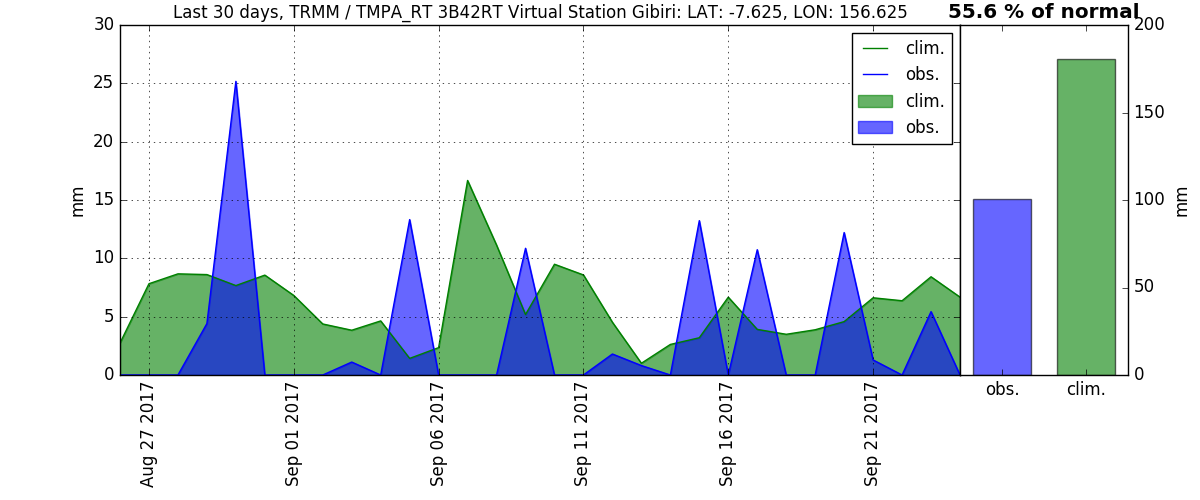 Last 30 days, TRMM / TMPA_RT 3B42RT Virtual Station Gibiri: LAT: -7.625, LON: 156.625
55.6 % of normal
30
25
20
15
10
5
0
mm
clim.
obs.
clim.
obs.
Aug 27 2017
Sep 01 2017
Sep 06 2017
Sep 11 2017
Sep 16 2017
Sep 21 2017
200
150
100
50
0
mm
obs.
clim.